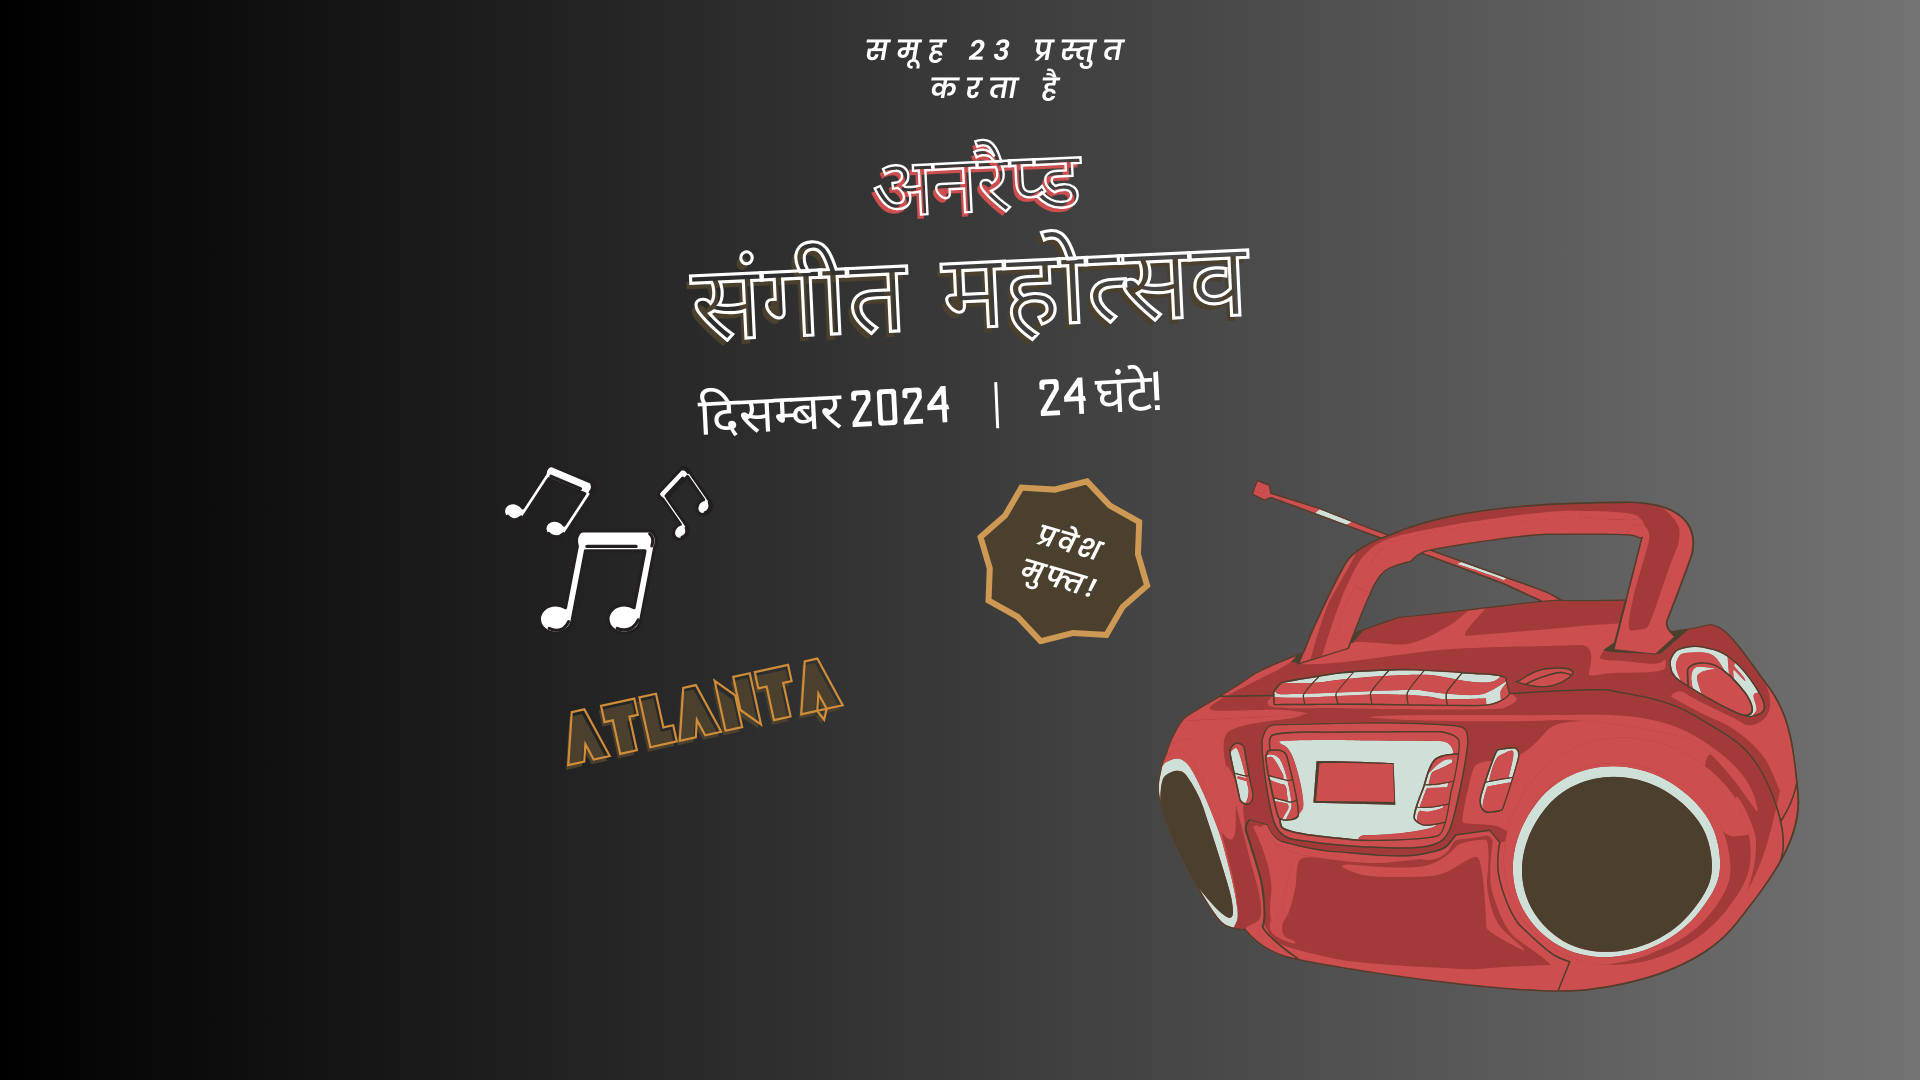 समूह 23 प्रस्तुत
करता है
अनरैप्ड
संगीत महोत्सव
दिसम्बर 2024 | 24 घंटे!
प्रवेश
मुफ्त!
ATLANTA